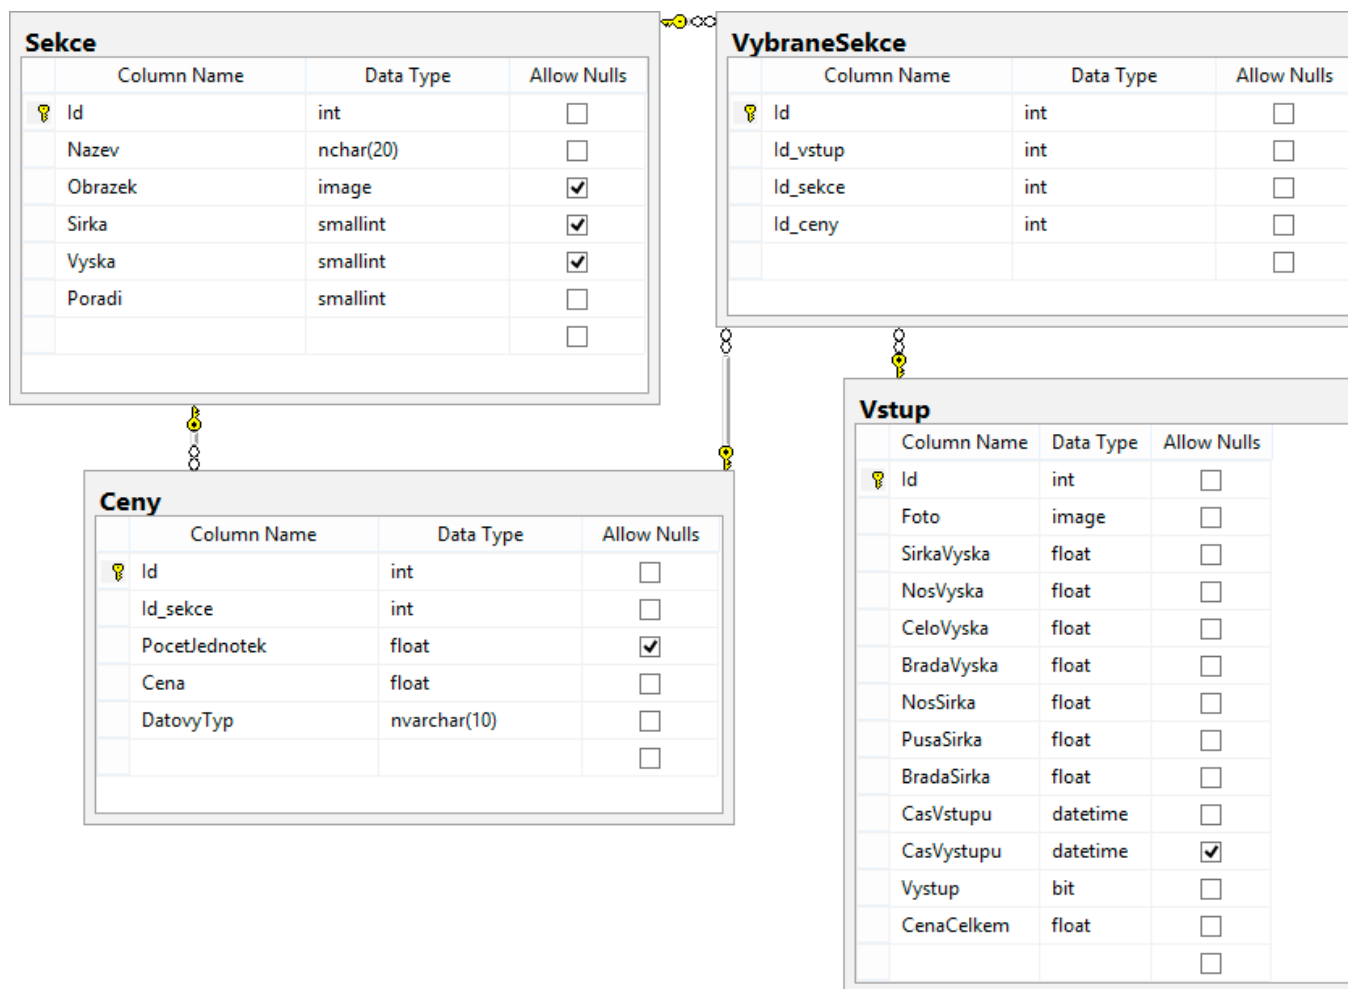 Sekce
Column Name Data Type Allow Nulls
Id int
Nazev nchar(20)
Obrazek image
Sirka smallint
Vyska smallint
Poradi smallint
VybraneSekce
Column Name Data Type Allow Nulls
Id int
Id_vstup int
Id_sekce int
Id_ceny int
Ceny
Column Name Data Type Allow Nulls
Id int
Id_sekce int
PocetJednotek float
Cena float
DatovyTyp nvarchar(10)
Vstup
Column Name Data Type Allow Nulls
Id int
Foto image
SirkaVyska float
NosVyska float
CeloVyska float
BradaVyska float
NosSirka float
PusaSirka float
BradaSirka float
CasVstupu datetime
CasVystupu datetime
Vystup bit
CenaCelkem float